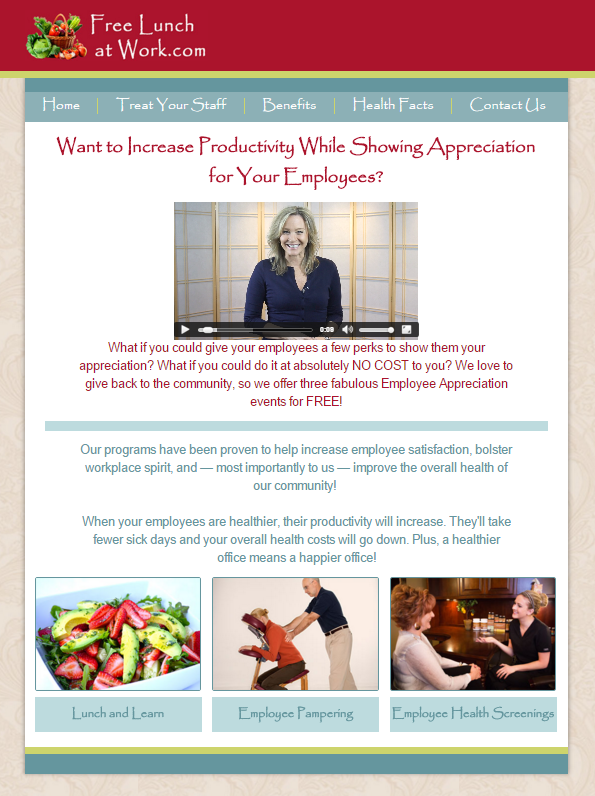 Free Lunch
at Work.com
Home
Treat Your Staff
Benefits
Health Facts
Contact Us
Want to Increase Productivity While Showing Appreciation
for Your Employees?
0:03
What if you could give your employees a few perks to show them your
appreciation? What if you could do it at absolutely NO COST to you? We love to
give back to the community, so we offer three fabulous Employee Appreciation
events for FREE!
Our programs have been proven to help increase employee satisfaction, bolster
workplace spirit, and — most importantly to us — improve the overall health of
our community!
When your employees are healthier, their productivity will increase. They'll take
fewer sick days and your overall health costs will go down. Plus, a healthier
office means a happier office!
Lunch and Learn
Employee Pampering
Employee Health Screenings